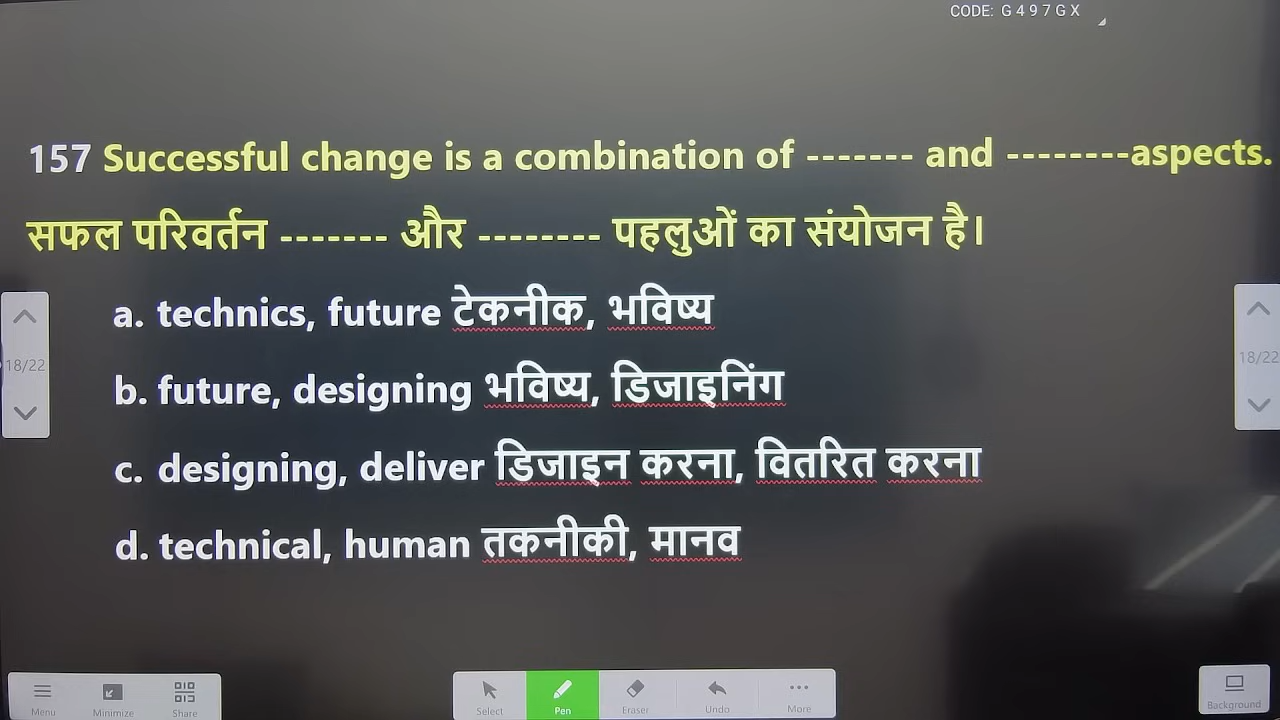 CODE: G 4 9 7 G X
157 Successful change is a combination of ------- and --------aspects.
सफल परिवर्तन ------- और -------- पहलुओं का संयोजन है।
a. technics, future टेकनीक, भविष्य
b. future, designing भविष्य, डिजाइनिंग
c. designing, deliver डिजाइन करना, वितरित करना
d. technical, human तकनीकी, मानव
18/22
18/22
Menu Minimize Share Select Pen Eraser Undo More Background